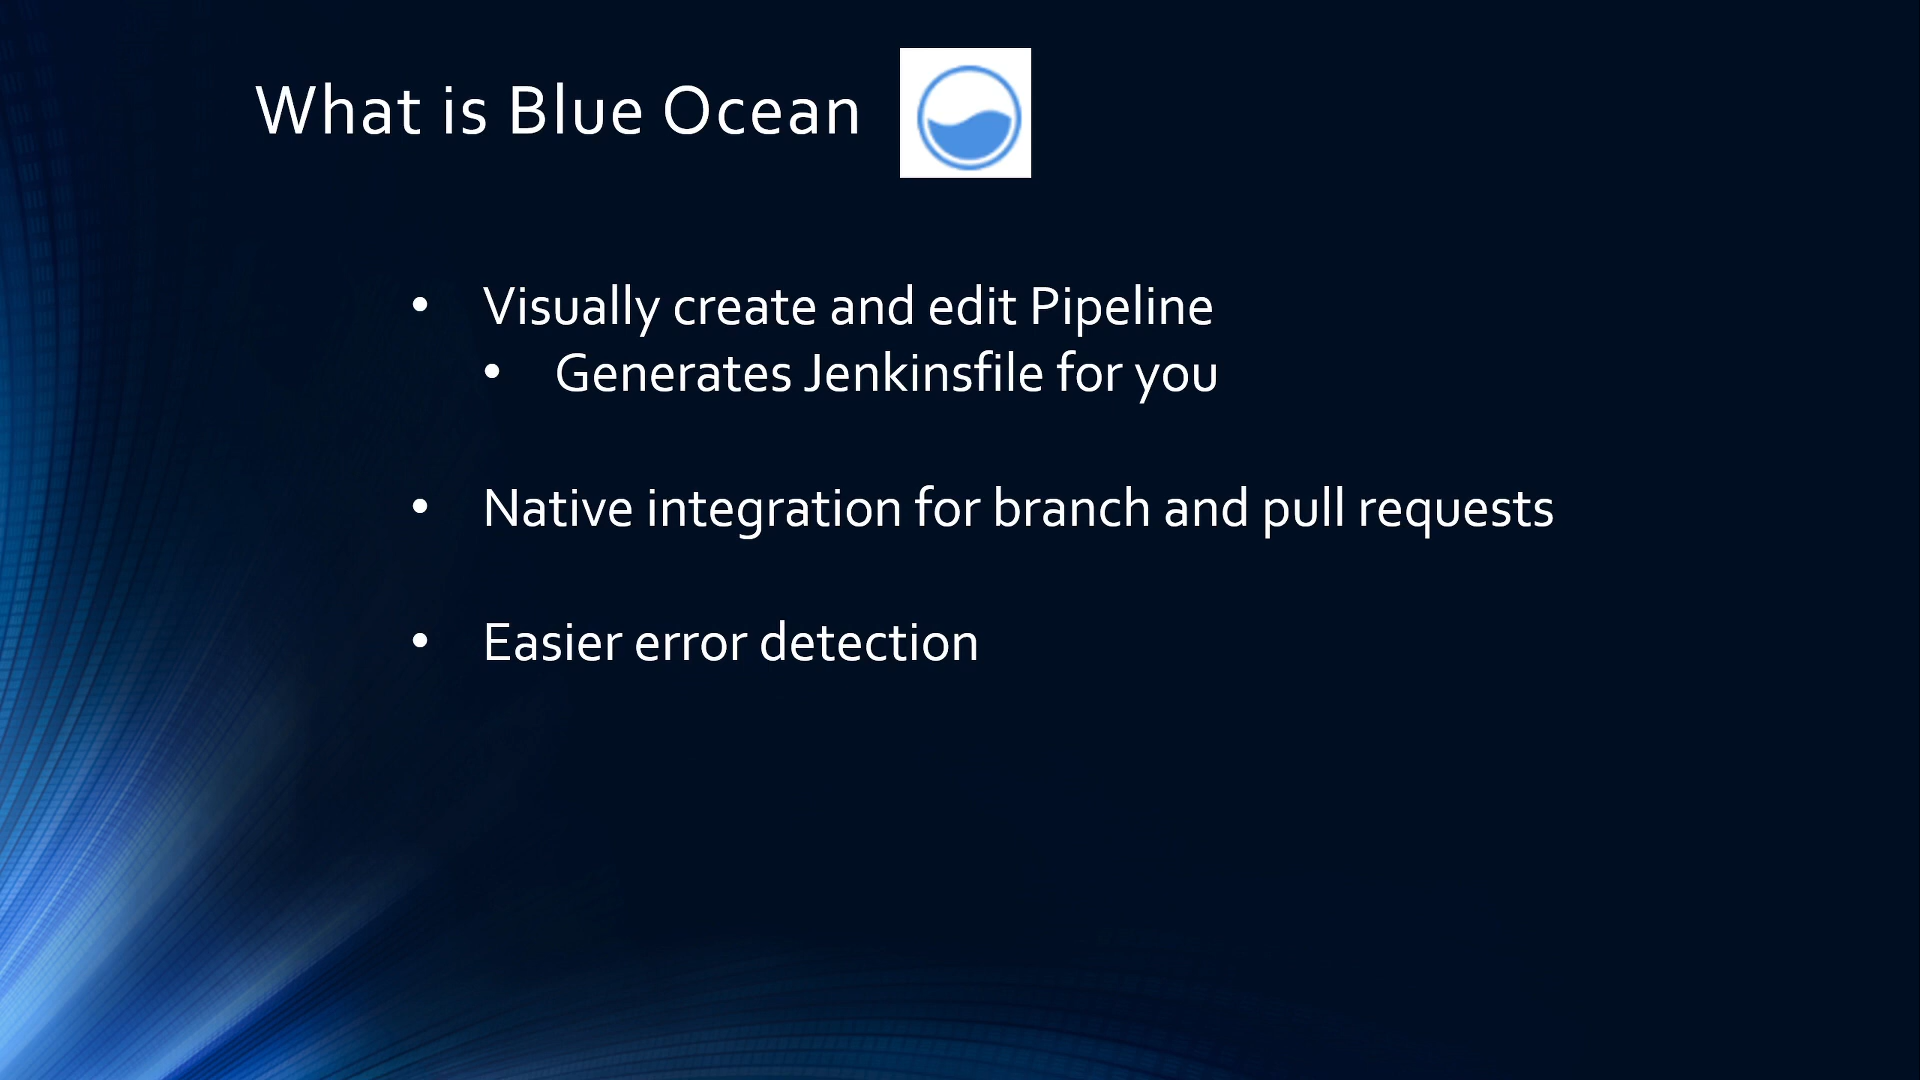 What is Blue Ocean
• Visually create and edit Pipeline
• Generates Jenkinsfile for you
• Native integration for branch and pull requests
• Easier error detection